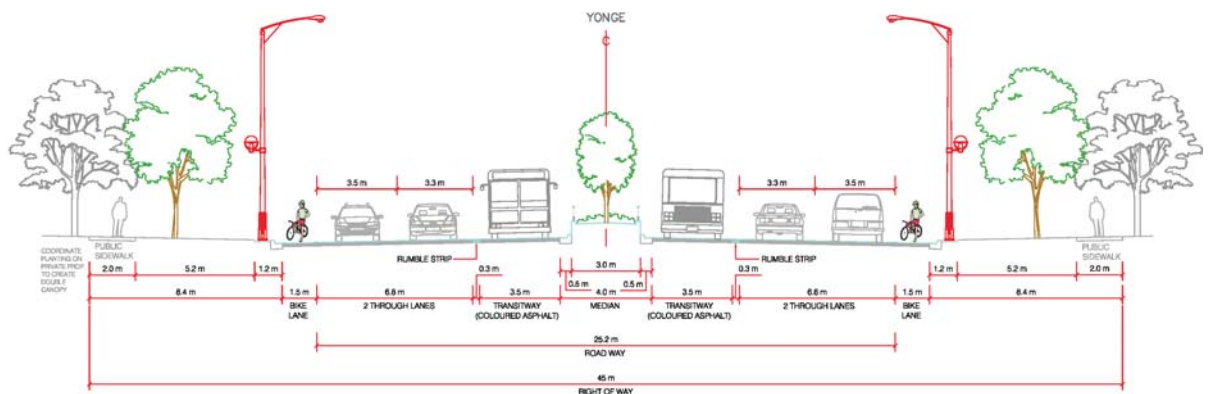 YONGE
C
3.5 m 3.3 m 3.3 m 3.5 m
COORDINATE
PLANTING ON
PRIVATE PROP.
TO CREATE
DOUBLE
CANOPY
PUBLIC
SIDEWALK
RUMBLE STRIP
RUMBLE STRIP
PUBLIC
SIDEWALK
2.0 m 5.2 m 1.2 m 0.3 m 3.0 m 0.3 m 1.2 m 5.2 m 2.0 m
0.5 m 0.5 m
8.4 m 1.5 m 6.8 m 3.5 m 4.0 m 3.5 m 6.8 m 1.5 m 8.4 m
BIKE
LANE
2 THROUGH LANES
TRANSITWAY
(COLOURED ASPHALT)
MEDIAN
TRANSITWAY
(COLOURED ASPHALT)
2 THROUGH LANES
BIKE
LANE
25.2 m
ROAD WAY
45 m
RIGHT OF WAY